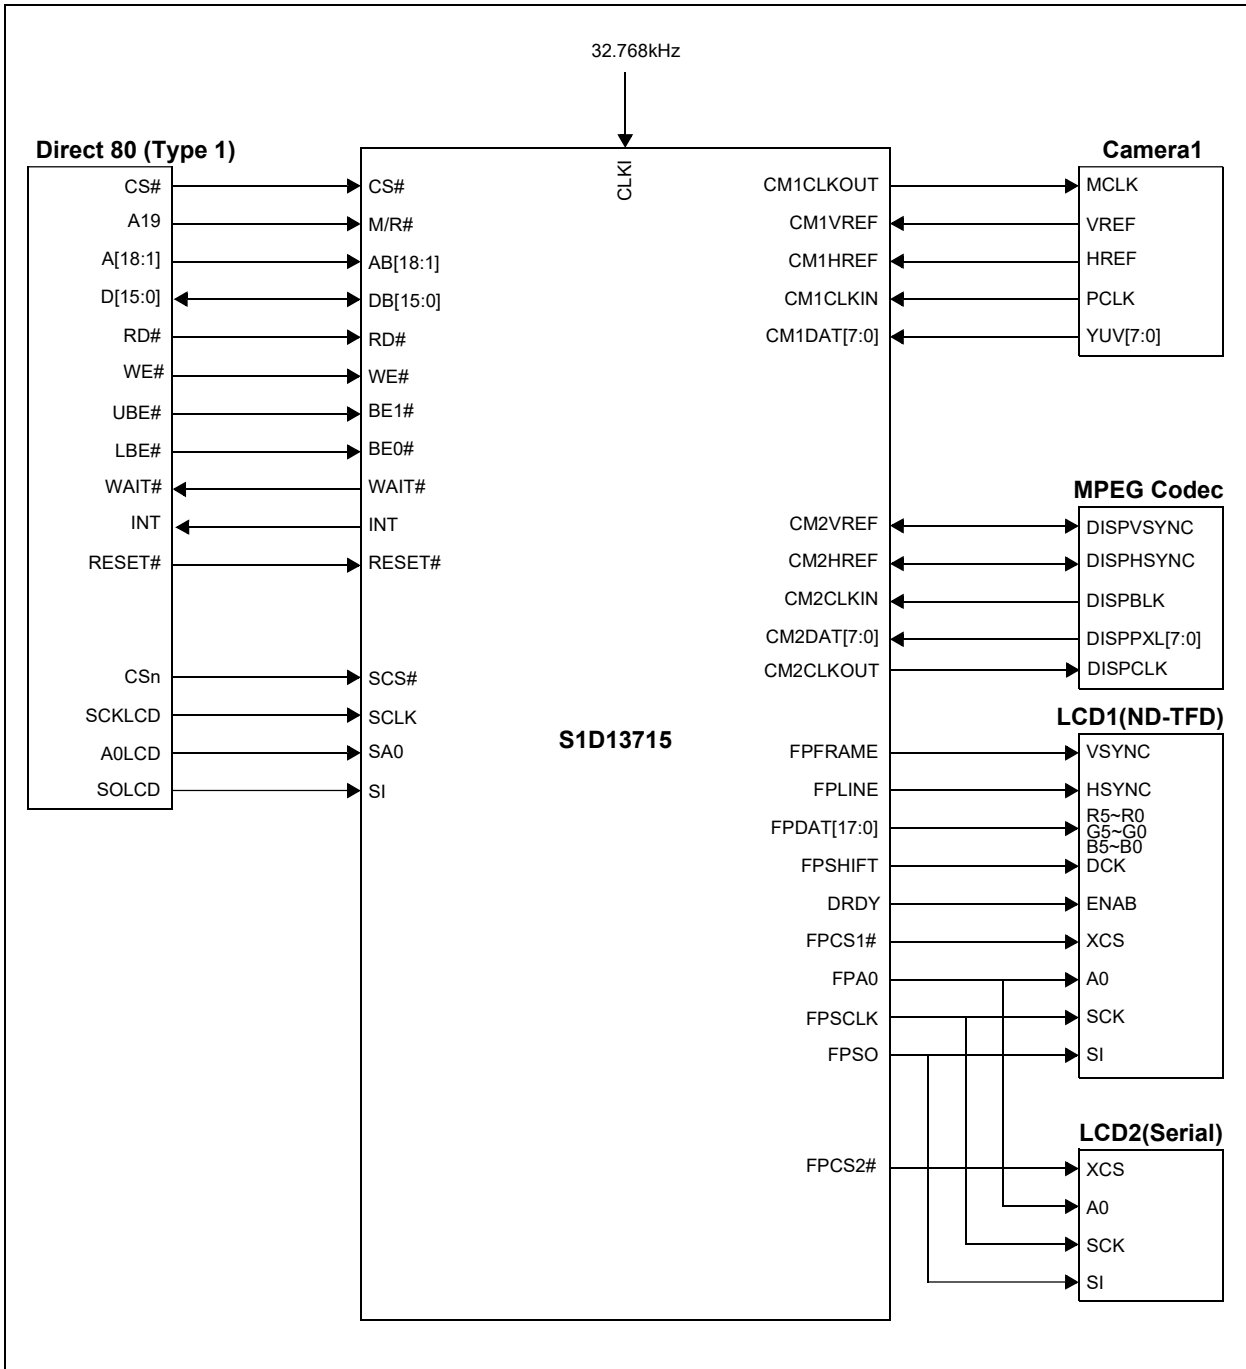 32.768kHz
Direct 80 (Type 1)
CS#
A19
A[18:1]
D[15:0]
RD#
WE#
UBE#
LBE#
WAIT#
INT
RESET#
CSn
SCKLCD
A0LCD
SOLCD
CLKI
CS#
M/R#
AB[18:1]
DB[15:0]
RD#
WE#
BE1#
BE0#
WAIT#
INT
RESET#
SCS#
SCLK
SA0
SI
S1D13715
CM1CLKOUT
CM1VREF
CM1HREF
CM1CLKIN
CM1DAT[7:0]
CM2VREF
CM2HREF
CM2CLKIN
CM2DAT[7:0]
CM2CLKOUT
FPFRAME
FPLINE
FPDAT[17:0]
FPSHIFT
DRDY
FPCS1#
FPA0
FPSCLK
FPSO
FPCS2#
Camera1
MCLK
VREF
HREF
PCLK
YUV[7:0]
MPEG Codec
DISPVSYNC
DISPHSYNC
DISPBLK
DISPPXL[7:0]
DISPCLK
LCD1(ND-TFD)
VSYNC
HSYNC
R5~R0
G5~G0
B5~B0
DCK
ENAB
XCS
A0
SCK
SI
LCD2(Serial)
XCS
A0
SCK
SI